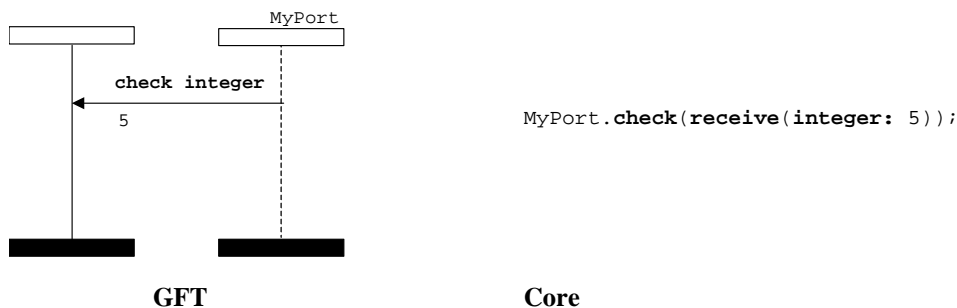 MyPort
check integer
5
MyPort.check(receive(integer: 5));
GFT
Core